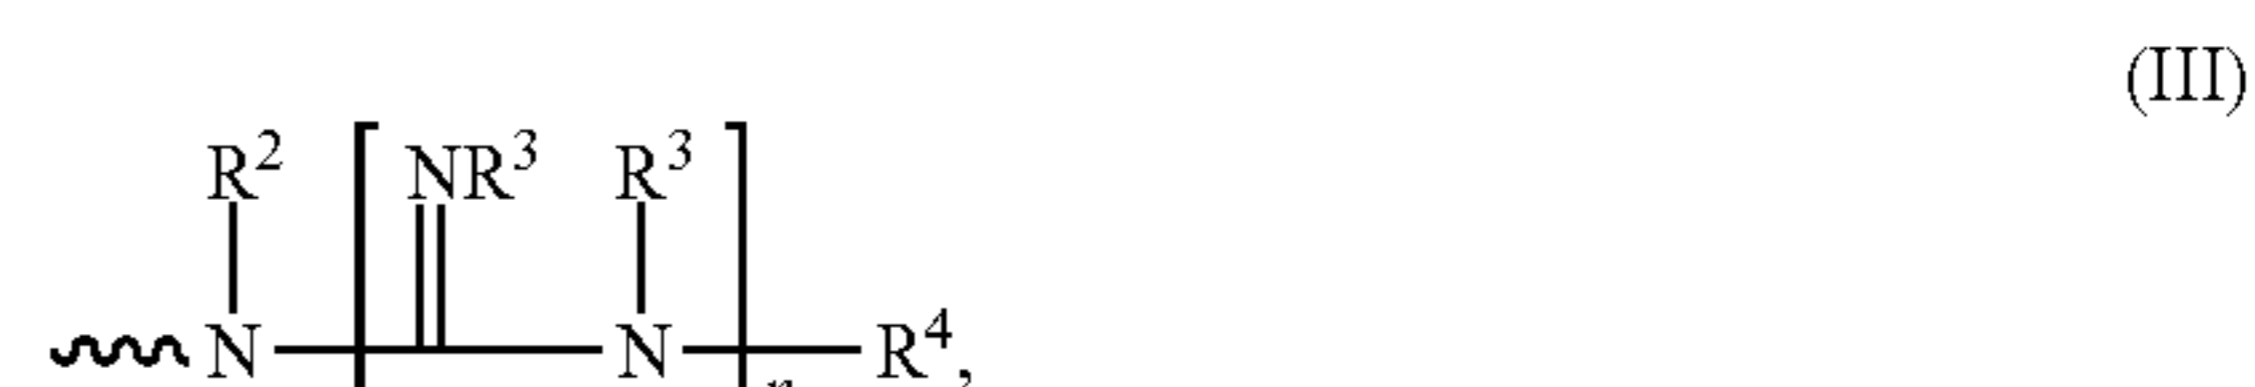 (III)
R² NR³ R³
N N R⁴,
n